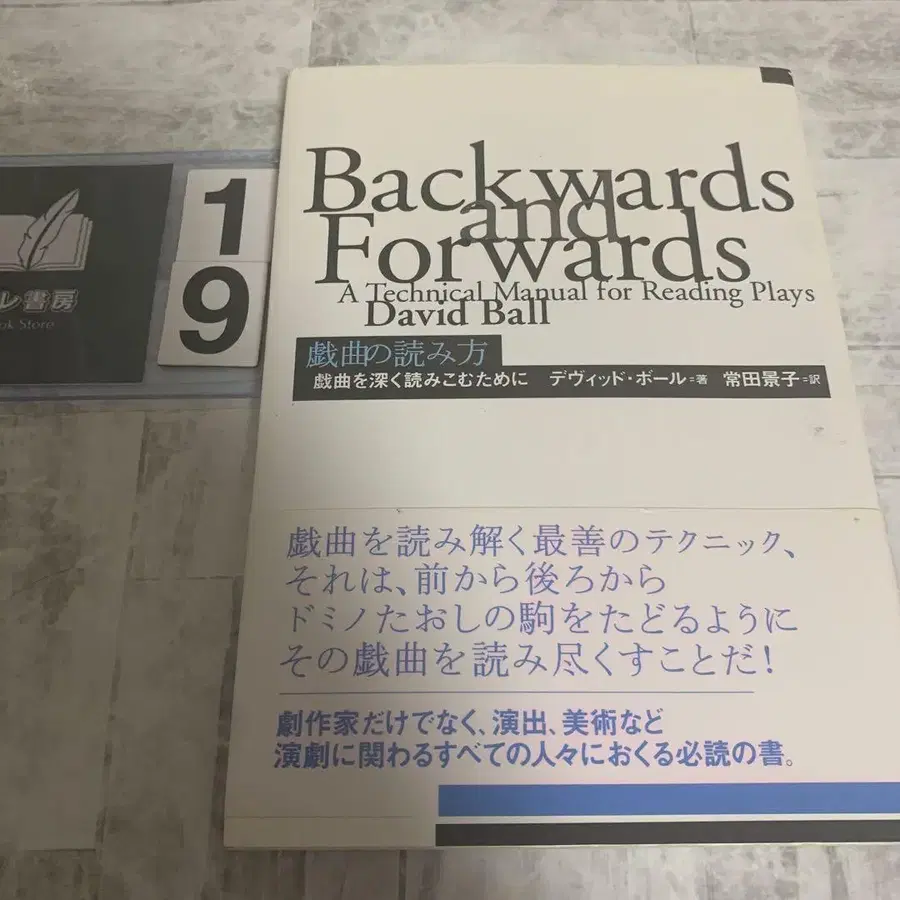 Backwards
and
Forwards
A Technical Manual for Reading Plays
David Ball
戯曲の読み方
戯曲を深く読みこむために デヴィッド・ボール=著 常田景子=訳
戯曲を読み解く最善のテクニック、
それは、前から後ろから
ドミノたおしの駒をたどるように
その戯曲を読み尽くすことだ!
劇作家だけでなく、演出、美術など
演劇に関わるすべての人々におくる必読の書。
1
9
ル書房
ok Store